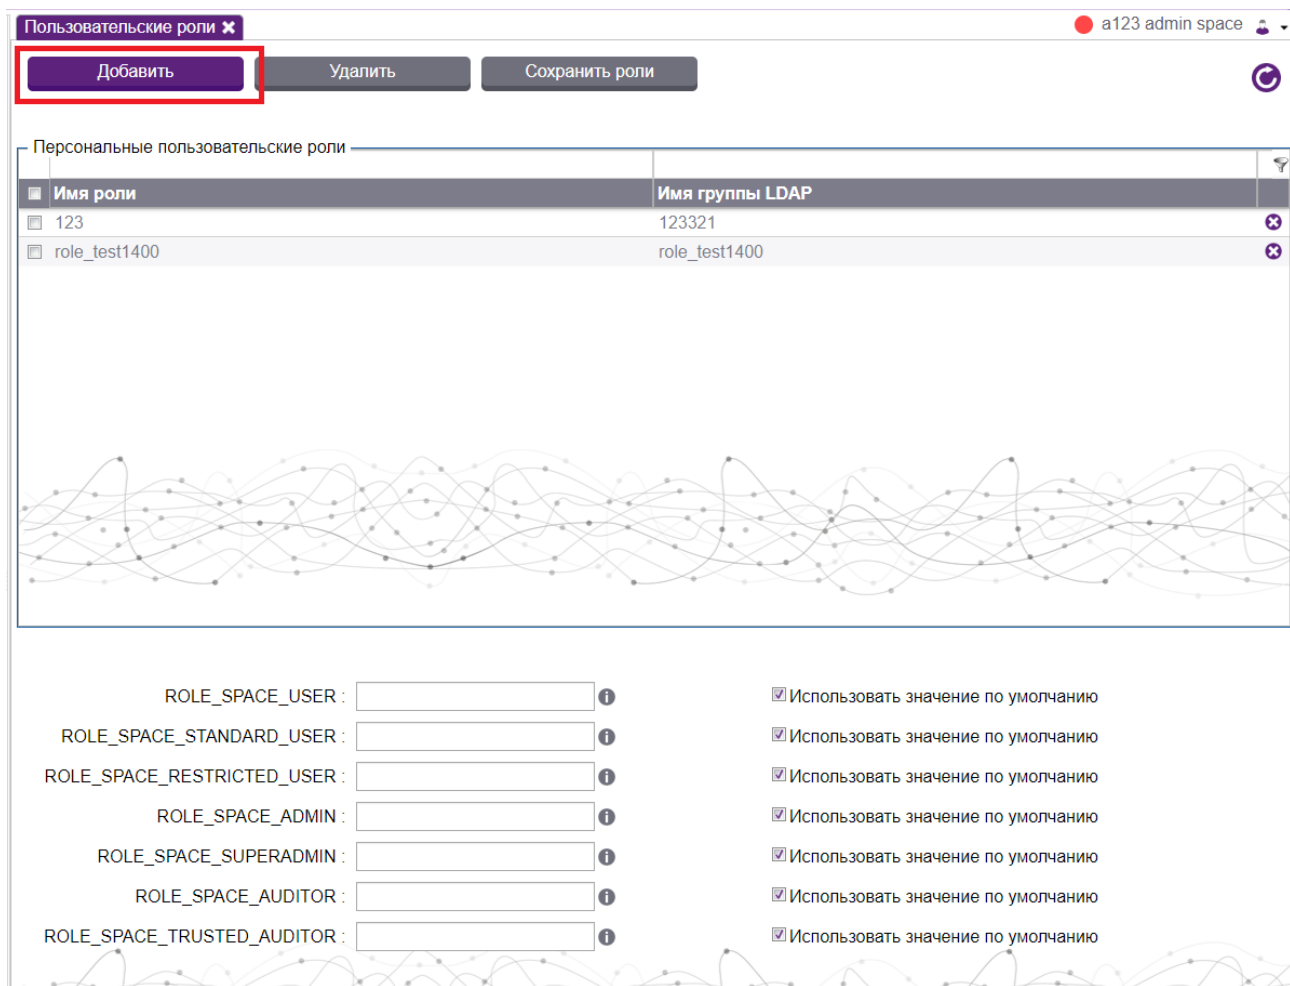 Пользовательские роли
a123 admin space
Добавить Удалить Сохранить роли
Персональные пользовательские роли
Имя роли Имя группы LDAP
123 123321
role_test1400 role_test1400
ROLE_SPACE_USER : Использовать значение по умолчанию
ROLE_SPACE_STANDARD_USER : Использовать значение по умолчанию
ROLE_SPACE_RESTRICTED_USER : Использовать значение по умолчанию
ROLE_SPACE_ADMIN : Использовать значение по умолчанию
ROLE_SPACE_SUPERADMIN : Использовать значение по умолчанию
ROLE_SPACE_AUDITOR : Использовать значение по умолчанию
ROLE_SPACE_TRUSTED_AUDITOR : Использовать значение по умолчанию